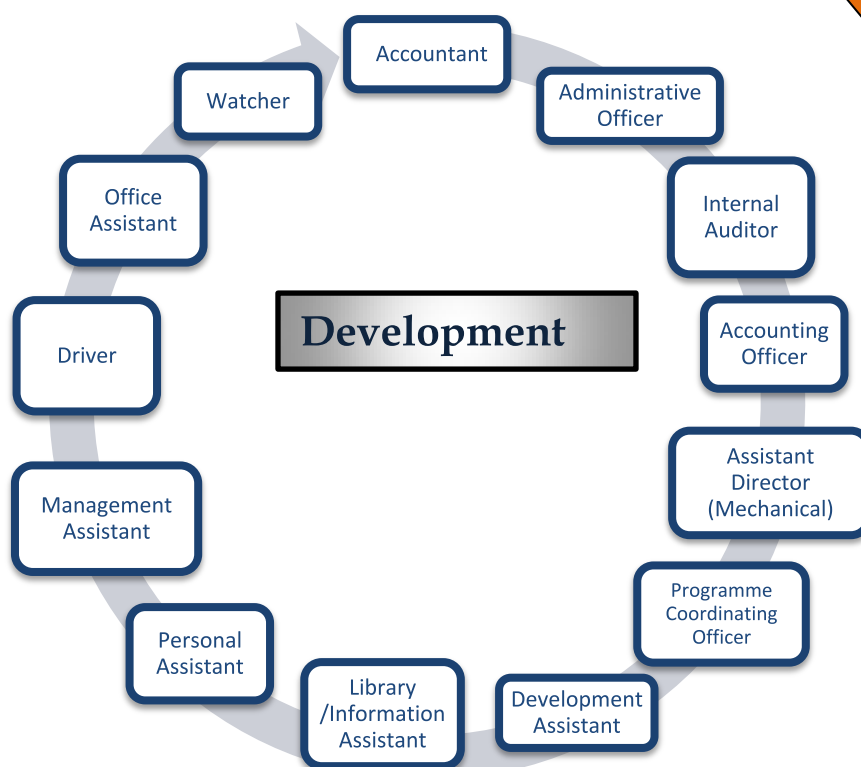 Accountant
Administrative
Officer
Internal
Auditor
Accounting
Officer
Assistant
Director
(Mechanical)
Programme
Coordinating
Officer
Development
Assistant
Library
/Information
Assistant
Personal
Assistant
Management
Assistant
Driver
Office
Assistant
Watcher
Development